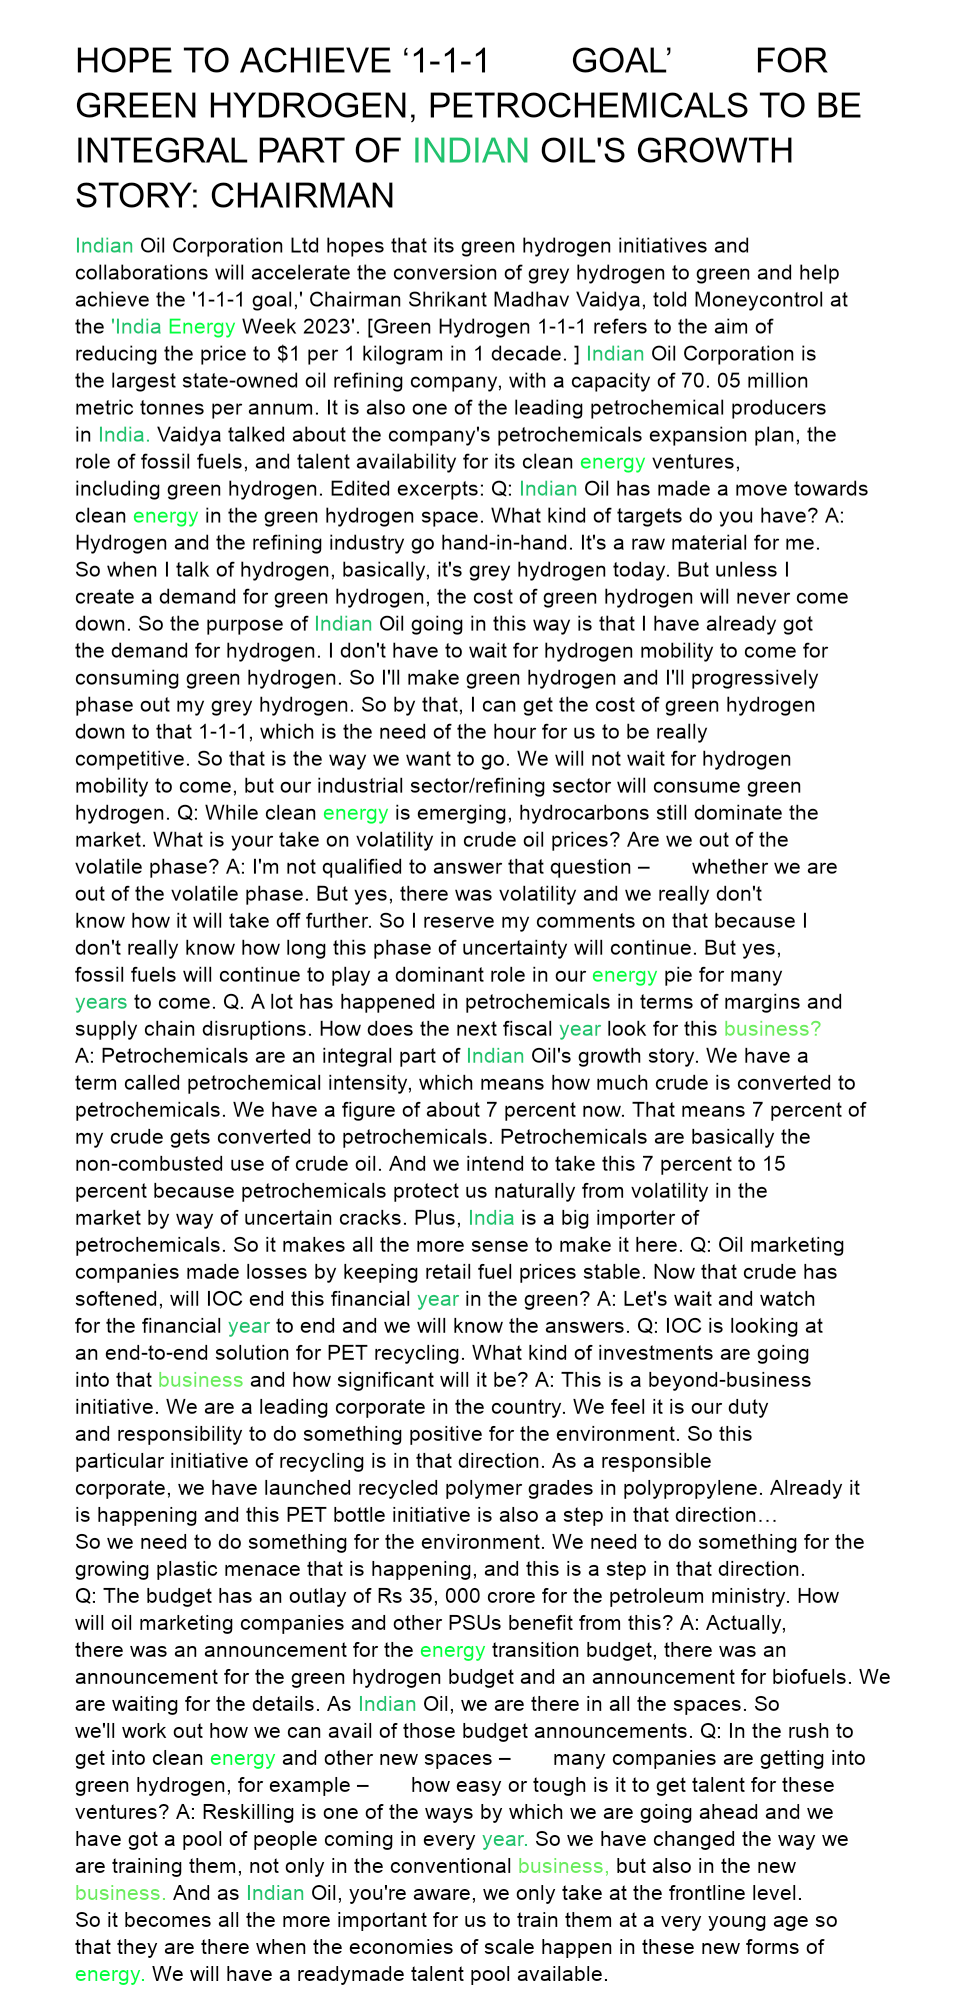 HOPE TO ACHIEVE ‘1-1-1 GOAL’ FOR
GREEN HYDROGEN, PETROCHEMICALS TO BE
INTEGRAL PART OF INDIAN OIL'S GROWTH
STORY: CHAIRMAN
Indian Oil Corporation Ltd hopes that its green hydrogen initiatives and
collaborations will accelerate the conversion of grey hydrogen to green and help
achieve the '1-1-1 goal,' Chairman Shrikant Madhav Vaidya, told Moneycontrol at
the 'India Energy Week 2023'. [Green Hydrogen 1-1-1 refers to the aim of
reducing the price to $1 per 1 kilogram in 1 decade. ] Indian Oil Corporation is
the largest state-owned oil refining company, with a capacity of 70. 05 million
metric tonnes per annum. It is also one of the leading petrochemical producers
in India. Vaidya talked about the company's petrochemicals expansion plan, the
role of fossil fuels, and talent availability for its clean energy ventures,
including green hydrogen. Edited excerpts: Q: Indian Oil has made a move towards
clean energy in the green hydrogen space. What kind of targets do you have? A:
Hydrogen and the refining industry go hand-in-hand. It's a raw material for me.
So when I talk of hydrogen, basically, it's grey hydrogen today. But unless I
create a demand for green hydrogen, the cost of green hydrogen will never come
down. So the purpose of Indian Oil going in this way is that I have already got
the demand for hydrogen. I don't have to wait for hydrogen mobility to come for
consuming green hydrogen. So I'll make green hydrogen and I'll progressively
phase out my grey hydrogen. So by that, I can get the cost of green hydrogen
down to that 1-1-1, which is the need of the hour for us to be really
competitive. So that is the way we want to go. We will not wait for hydrogen
mobility to come, but our industrial sector/refining sector will consume green
hydrogen. Q: While clean energy is emerging, hydrocarbons still dominate the
market. What is your take on volatility in crude oil prices? Are we out of the
volatile phase? A: I'm not qualified to answer that question – whether we are
out of the volatile phase. But yes, there was volatility and we really don't
know how it will take off further. So I reserve my comments on that because I
don't really know how long this phase of uncertainty will continue. But yes,
fossil fuels will continue to play a dominant role in our energy pie for many
years to come. Q. A lot has happened in petrochemicals in terms of margins and
supply chain disruptions. How does the next fiscal year look for this business?
A: Petrochemicals are an integral part of Indian Oil's growth story. We have a
term called petrochemical intensity, which means how much crude is converted to
petrochemicals. We have a figure of about 7 percent now. That means 7 percent of
my crude gets converted to petrochemicals. Petrochemicals are basically the
non-combusted use of crude oil. And we intend to take this 7 percent to 15
percent because petrochemicals protect us naturally from volatility in the
market by way of uncertain cracks. Plus, India is a big importer of
petrochemicals. So it makes all the more sense to make it here. Q: Oil marketing
companies made losses by keeping retail fuel prices stable. Now that crude has
softened, will IOC end this financial year in the green? A: Let's wait and watch
for the financial year to end and we will know the answers. Q: IOC is looking at
an end-to-end solution for PET recycling. What kind of investments are going
into that business and how significant will it be? A: This is a beyond-business
initiative. We are a leading corporate in the country. We feel it is our duty
and responsibility to do something positive for the environment. So this
particular initiative of recycling is in that direction. As a responsible
corporate, we have launched recycled polymer grades in polypropylene. Already it
is happening and this PET bottle initiative is also a step in that direction…
So we need to do something for the environment. We need to do something for the
growing plastic menace that is happening, and this is a step in that direction.
Q: The budget has an outlay of Rs 35, 000 crore for the petroleum ministry. How
will oil marketing companies and other PSUs benefit from this? A: Actually,
there was an announcement for the energy transition budget, there was an
announcement for the green hydrogen budget and an announcement for biofuels. We
are waiting for the details. As Indian Oil, we are there in all the spaces. So
we'll work out how we can avail of those budget announcements. Q: In the rush to
get into clean energy and other new spaces – many companies are getting into
green hydrogen, for example – how easy or tough is it to get talent for these
ventures? A: Reskilling is one of the ways by which we are going ahead and we
have got a pool of people coming in every year. So we have changed the way we
are training them, not only in the conventional business, but also in the new
business. And as Indian Oil, you're aware, we only take at the frontline level.
So it becomes all the more important for us to train them at a very young age so
that they are there when the economies of scale happen in these new forms of
energy. We will have a readymade talent pool available.